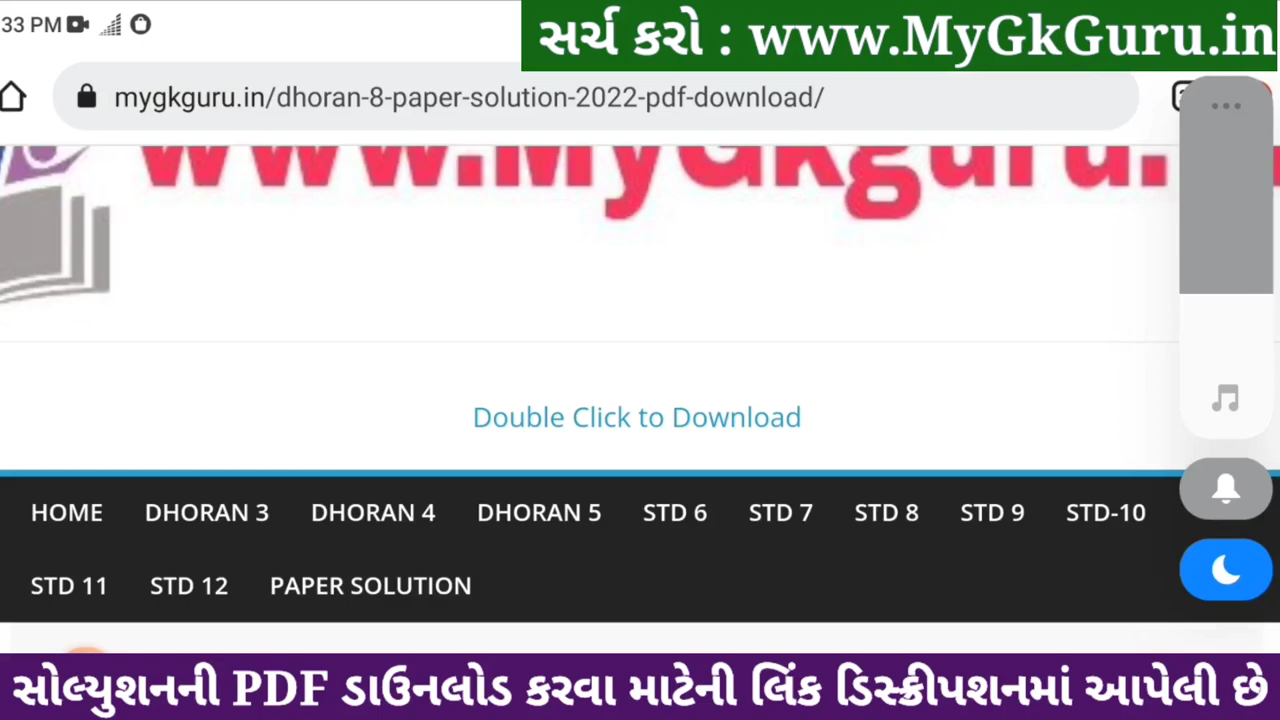 33 PM
સર્ચ કરો : www.MyGkGuru.in
mygkguru.in/dhoran-8-paper-solution-2022-pdf-download/
www.MyGkguru.
Double Click to Download
HOME DHORAN 3 DHORAN 4 DHORAN 5 STD 6 STD 7 STD 8 STD 9 STD-10
STD 11 STD 12 PAPER SOLUTION
સોલ્યુશનની PDF ડાઉનલોડ કરવા માટેની લિંક ડિસ્ક્રીપશનમાં આપેલી છે